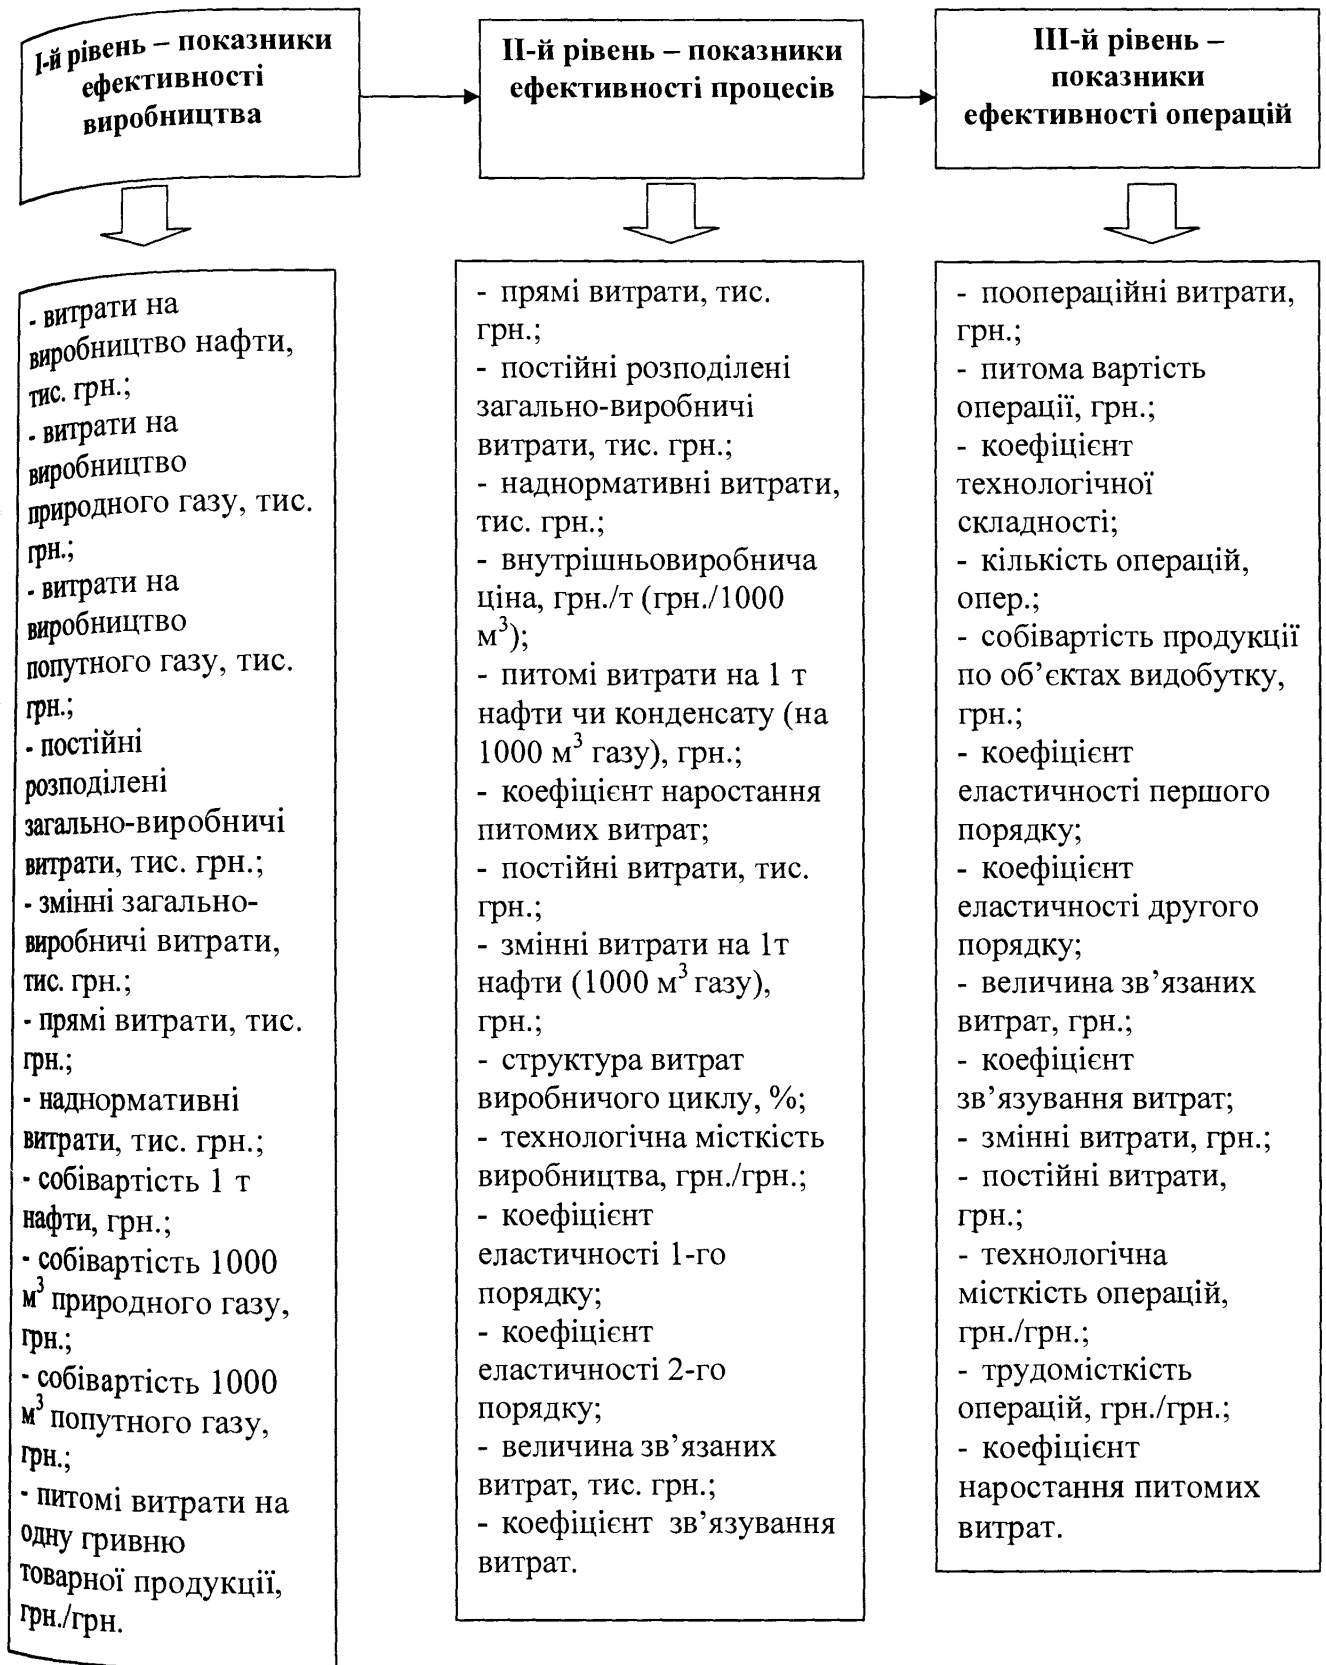 І-й рівень – показники
ефективності
виробництва
ІІ-й рівень – показники
ефективності процесів
ІІІ-й рівень –
показники
ефективності операцій
- витрати на
виробництво нафти,
тис. грн.;
- витрати на
виробництво
природного газу, тис.
грн.;
- витрати на
виробництво
попутного газу, тис.
грн.;
- постійні
розподілені
загально-виробничі
витрати, тис. грн.;
- змінні загально-
виробничі витрати,
тис. грн.;
- прямі витрати, тис.
грн.;
- наднормативні
витрати, тис. грн.;
- собівартість 1 т
нафти, грн.;
- собівартість 1000
м³ природного газу,
грн.;
- собівартість 1000
м³ попутного газу,
грн.;
- питомі витрати на
одну гривню
товарної продукції,
грн./грн.
- прямі витрати, тис.
грн.;
- постійні розподілені
загально-виробничі
витрати, тис. грн.;
- наднормативні витрати,
тис. грн.;
- внутрішньовиробнича
ціна, грн./т (грн./1000
м³);
- питомі витрати на 1 т
нафти чи конденсату (на
1000 м³ газу), грн.;
- коефіцієнт наростання
питомих витрат;
- постійні витрати, тис.
грн.;
- змінні витрати на 1т
нафти (1000 м³ газу),
грн.;
- структура витрат
виробничого циклу, %;
- технологічна місткість
виробництва, грн./грн.;
- коефіцієнт
еластичності 1-го
порядку;
- коефіцієнт
еластичності 2-го
порядку;
- величина зв’язаних
витрат, тис. грн.;
- коефіцієнт зв’язування
витрат.
- поопераційні витрати,
грн.;
- питома вартість
операції, грн.;
- коефіцієнт
технологічної
складності;
- кількість операцій,
опер.;
- собівартість продукції
по об’єктах видобутку,
грн.;
- коефіцієнт
еластичності першого
порядку;
- коефіцієнт
еластичності другого
порядку;
- величина зв’язаних
витрат, грн.;
- коефіцієнт
зв’язування витрат;
- змінні витрати, грн.;
- постійні витрати,
грн.;
- технологічна
місткість операцій,
грн./грн.;
- трудомісткість
операцій, грн./грн.;
- коефіцієнт
наростання питомих
витрат.